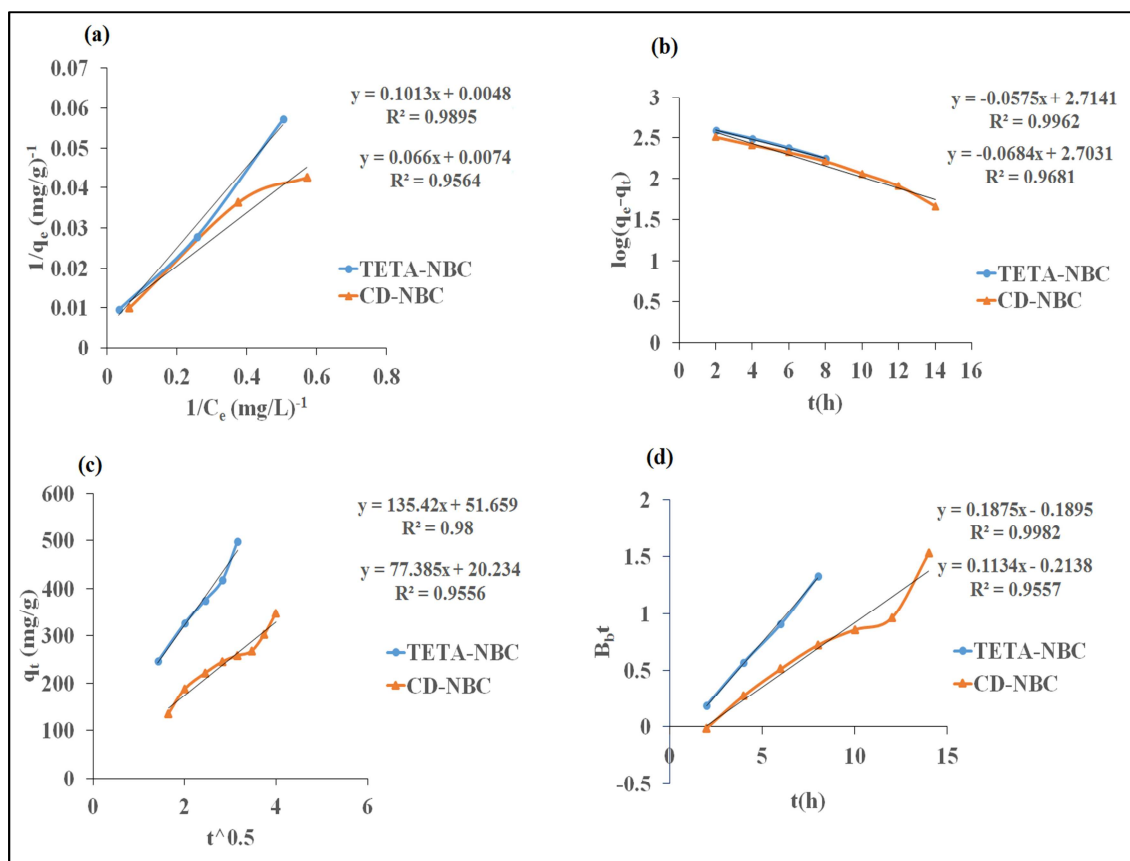 (a)
0.07
0.06
0.05
0.04
0.03
0.02
0.01
0
0 0.2 0.4 0.6 0.8
1/qₑ (mg/g)⁻¹
1/Cₑ (mg/L)⁻¹
y = 0.1013x + 0.0048
R² = 0.9895
y = 0.066x + 0.0074
R² = 0.9564
TETA-NBC
CD-NBC
(b)
3
2.5
2
1.5
1
0.5
0
0 2 4 6 8 10 12 14 16
log(qₑ-qₜ)
t(h)
y = -0.0575x + 2.7141
R² = 0.9962
y = -0.0684x + 2.7031
R² = 0.9681
TETA-NBC
CD-NBC
(c)
600
500
400
300
200
100
0
0 2 4 6
qₜ (mg/g)
t^0.5
y = 135.42x + 51.659
R² = 0.98
y = 77.385x + 20.234
R² = 0.9556
TETA-NBC
CD-NBC
(d)
2
1.5
1
0.5
0
-0.5
0 5 10 15
B_b t
t(h)
y = 0.1875x - 0.1895
R² = 0.9982
y = 0.1134x - 0.2138
R² = 0.9557
TETA-NBC
CD-NBC